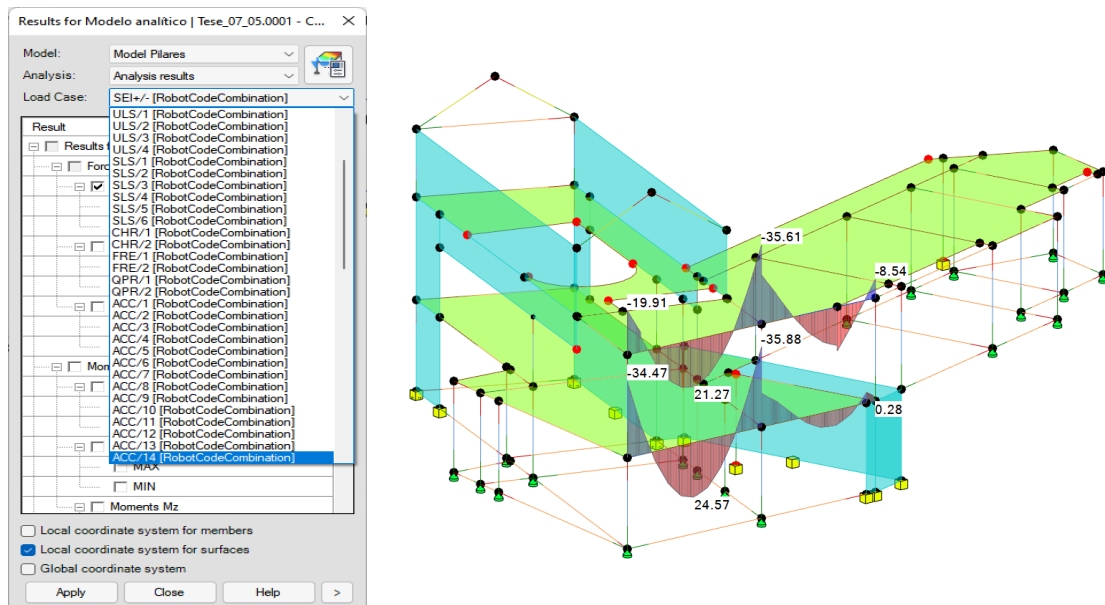 Results for Modelo analítico | Tese_07_05.0001 - C...
Model:
Model Pilares
Analysis:
Analysis results
Load Case:
SEI+/- [RobotCodeCombination]
Result
ULS/1 [RobotCodeCombination]
ULS/2 [RobotCodeCombination]
ULS/3 [RobotCodeCombination]
ULS/4 [RobotCodeCombination]
SLS/1 [RobotCodeCombination]
SLS/2 [RobotCodeCombination]
SLS/3 [RobotCodeCombination]
SLS/4 [RobotCodeCombination]
SLS/5 [RobotCodeCombination]
SLS/6 [RobotCodeCombination]
CHR/1 [RobotCodeCombination]
CHR/2 [RobotCodeCombination]
FRE/1 [RobotCodeCombination]
FRE/2 [RobotCodeCombination]
QPR/1 [RobotCodeCombination]
QPR/2 [RobotCodeCombination]
ACC/1 [RobotCodeCombination]
ACC/2 [RobotCodeCombination]
ACC/3 [RobotCodeCombination]
ACC/4 [RobotCodeCombination]
ACC/5 [RobotCodeCombination]
ACC/6 [RobotCodeCombination]
ACC/7 [RobotCodeCombination]
ACC/8 [RobotCodeCombination]
ACC/9 [RobotCodeCombination]
ACC/10 [RobotCodeCombination]
ACC/11 [RobotCodeCombination]
ACC/12 [RobotCodeCombination]
ACC/13 [RobotCodeCombination]
ACC/14 [RobotCodeCombination]
Results f
Forc
Mon
MAX
MIN
Moments Mz
Local coordinate system for members
Local coordinate system for surfaces
Global coordinate system
Apply
Close
Help
>
-35.61
-8.54
-19.91
-35.88
-34.47
21.27
0.28
24.57